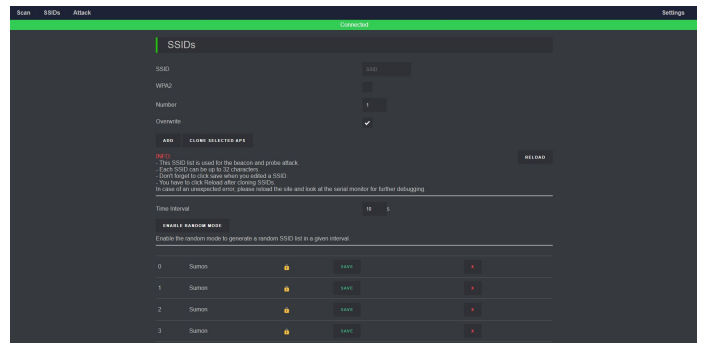 Scan SSIDs Attack Settings
Connected
SSIDs
SSID SSID
WPA2
Number 1
Overwrite
ADD CLONE SELECTED APS
INFO:
RELOAD
- This SSID list is used for the beacon and probe attack.
- Each SSID can be up to 32 characters.
- Don't forget to click save when you edited a SSID.
- You have to click Reload after cloning SSIDs.
In case of an unexpected error, please reload the site and look at the serial monitor for further debugging.
Time Interval 10 s
ENABLE RANDOM MODE
Enable the random mode to generate a random SSID list in a given interval.
0 Sumon SAVE X
1 Sumon SAVE X
2 Sumon SAVE X
3 Sumon SAVE X